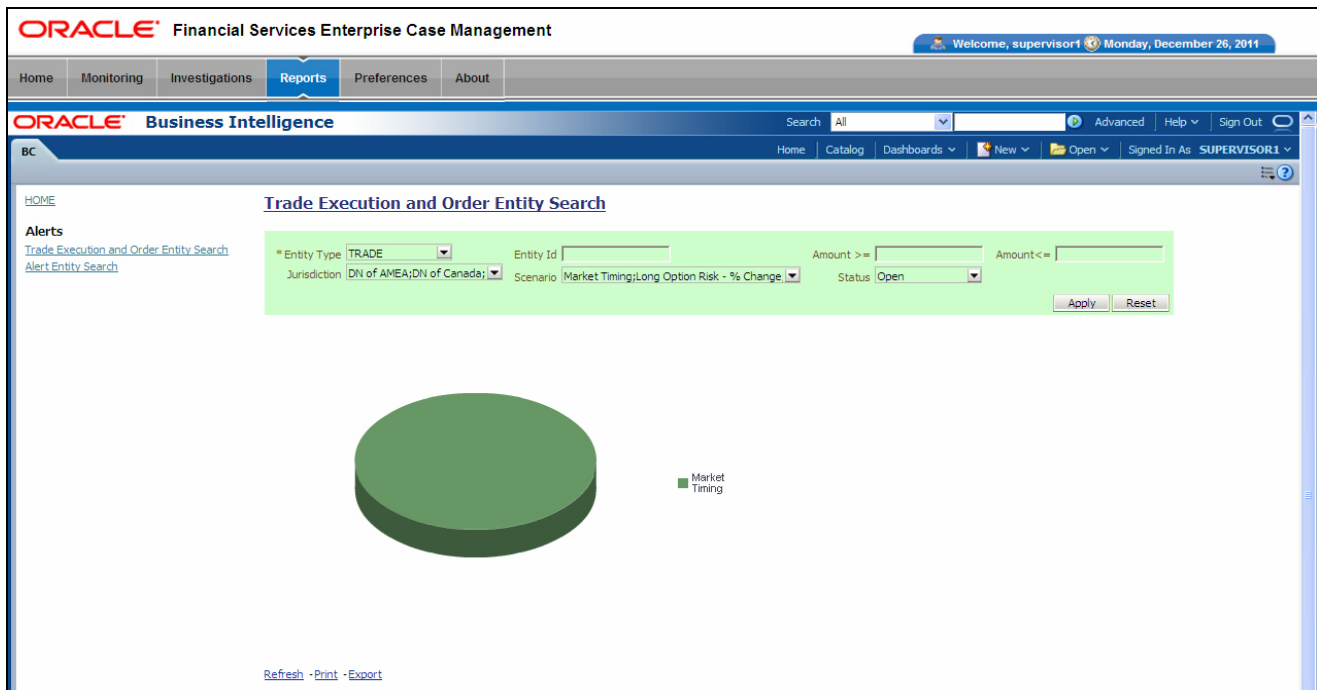 ORACLE Financial Services Enterprise Case Management
Welcome, supervisor1 Monday, December 26, 2011
Home Monitoring Investigations Reports Preferences About
ORACLE Business Intelligence
Search All Advanced Help Sign Out
BC
Home Catalog Dashboards New Open Signed In As SUPERVISOR1
HOME
Alerts
Trade Execution and Order Entity Search
Alert Entity Search
Trade Execution and Order Entity Search
* Entity Type TRADE Entity Id Amount >= Amount<=
Jurisdiction DN of AMEA;DN of Canada; Scenario Market Timing;Long Option Risk - % Change Status Open
Apply Reset
Market
Timing
Refresh - Print - Export